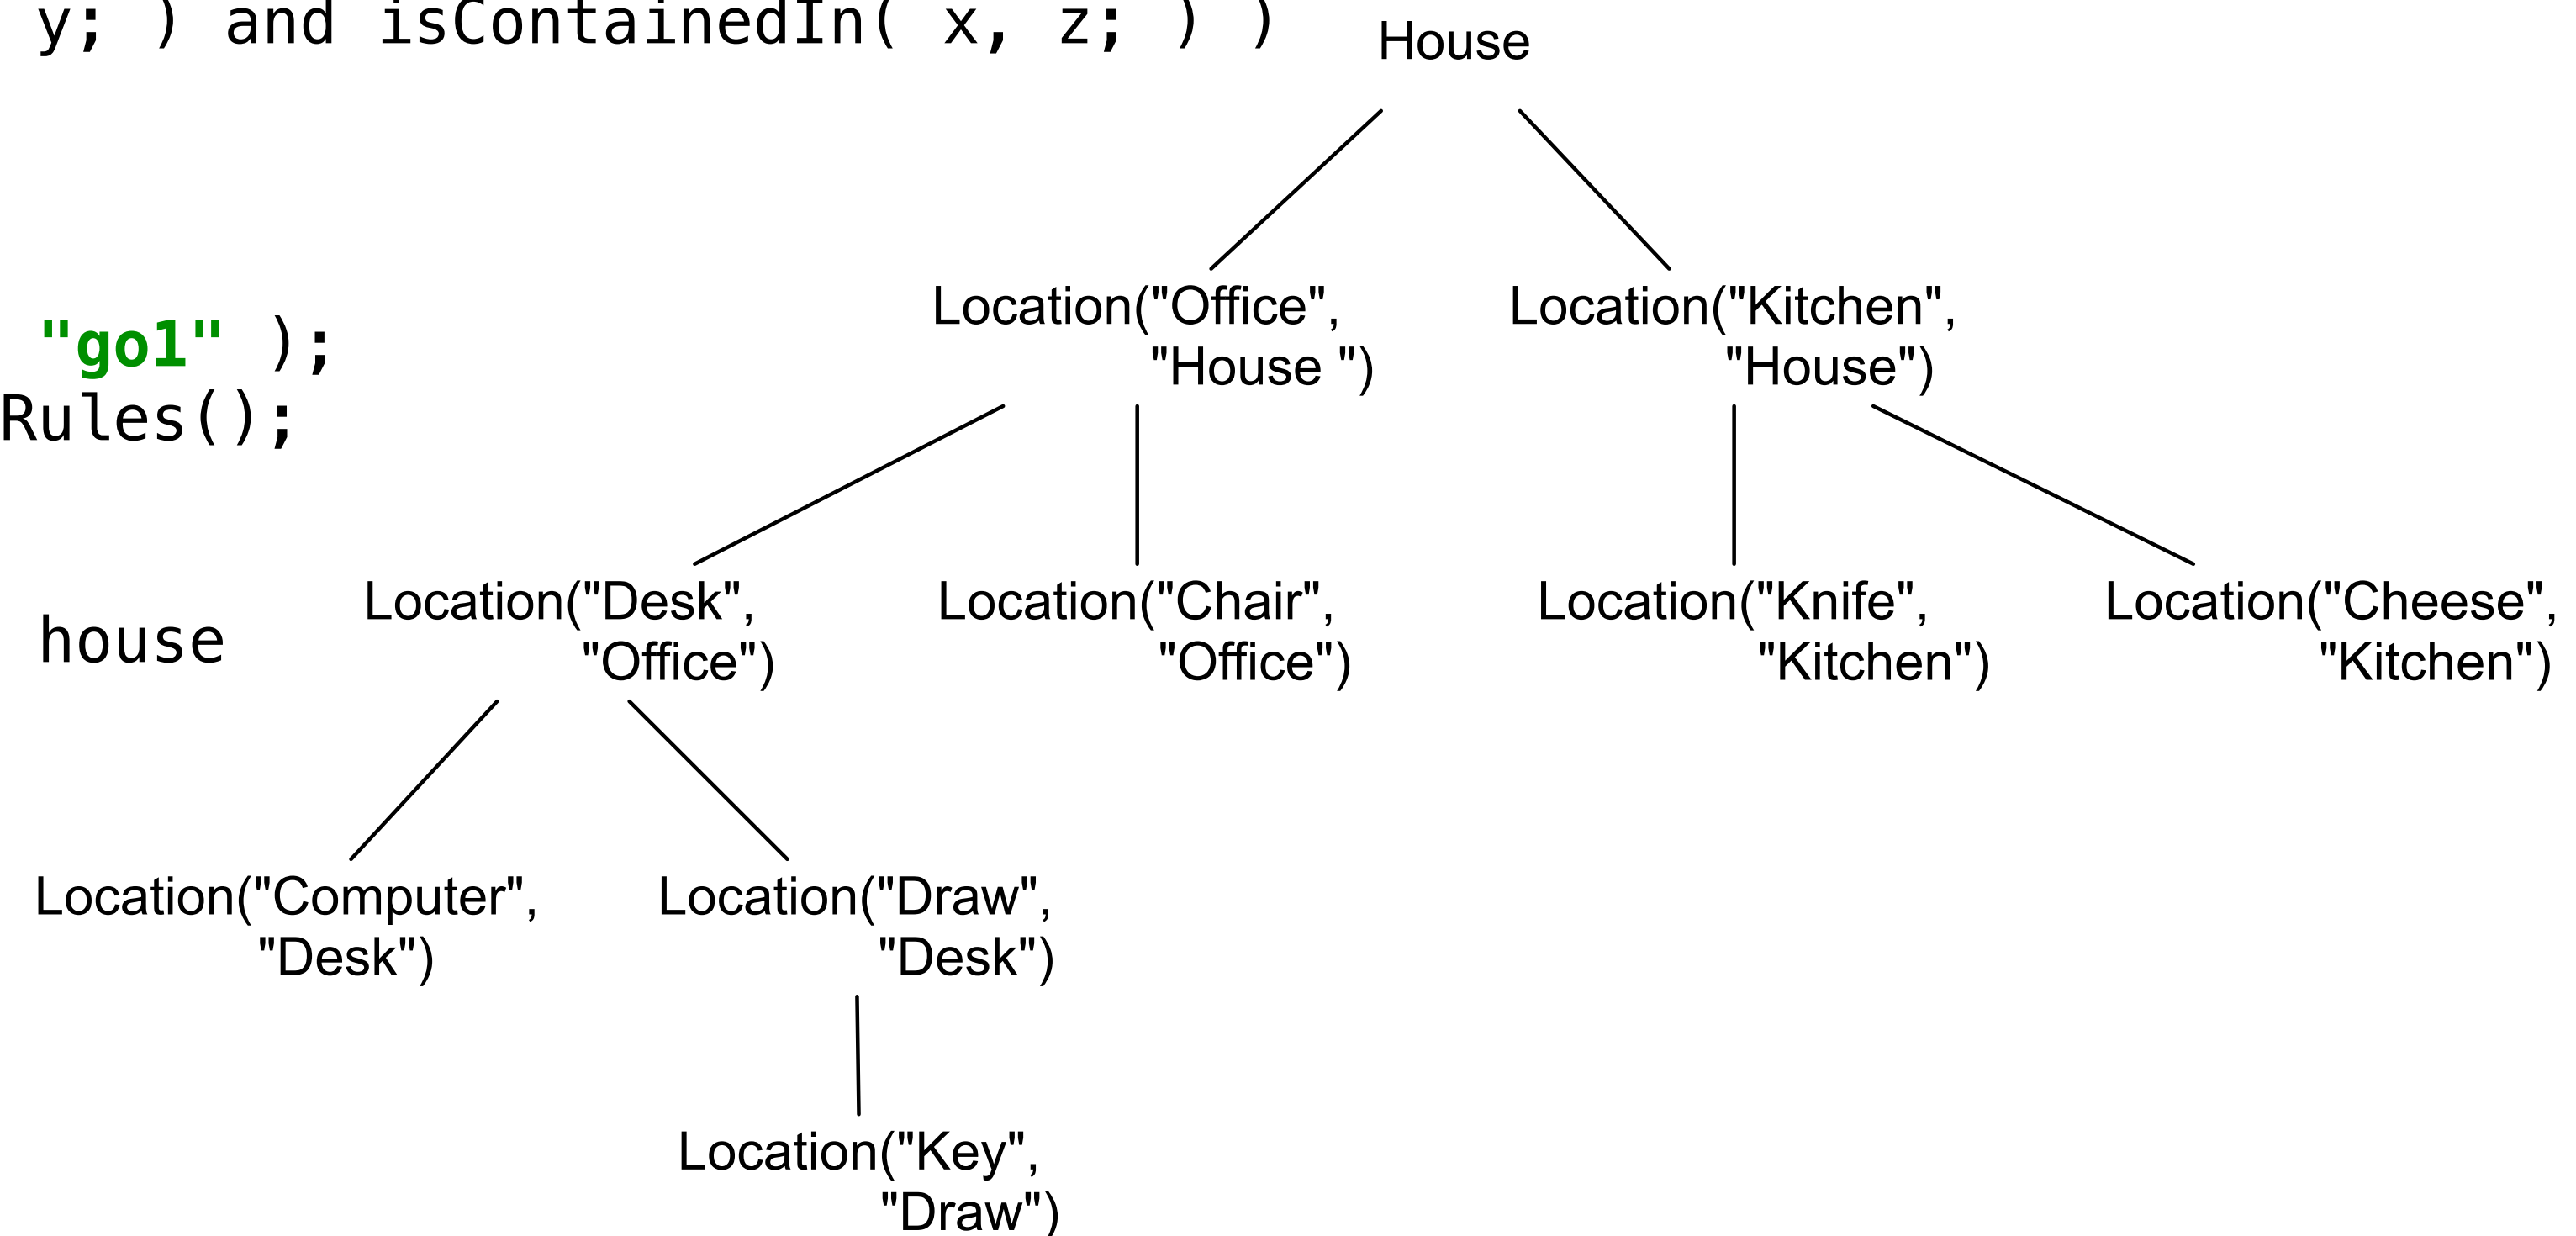 y; ) and isContainedIn( x, z; ) )
House
"go1" );
Rules();
Location("Office",
"House ")
Location("Kitchen",
"House")
house
Location("Desk",
"Office")
Location("Chair",
"Office")
Location("Knife",
"Kitchen")
Location("Cheese",
"Kitchen")
Location("Computer",
"Desk")
Location("Draw",
"Desk")
Location("Key",
"Draw")